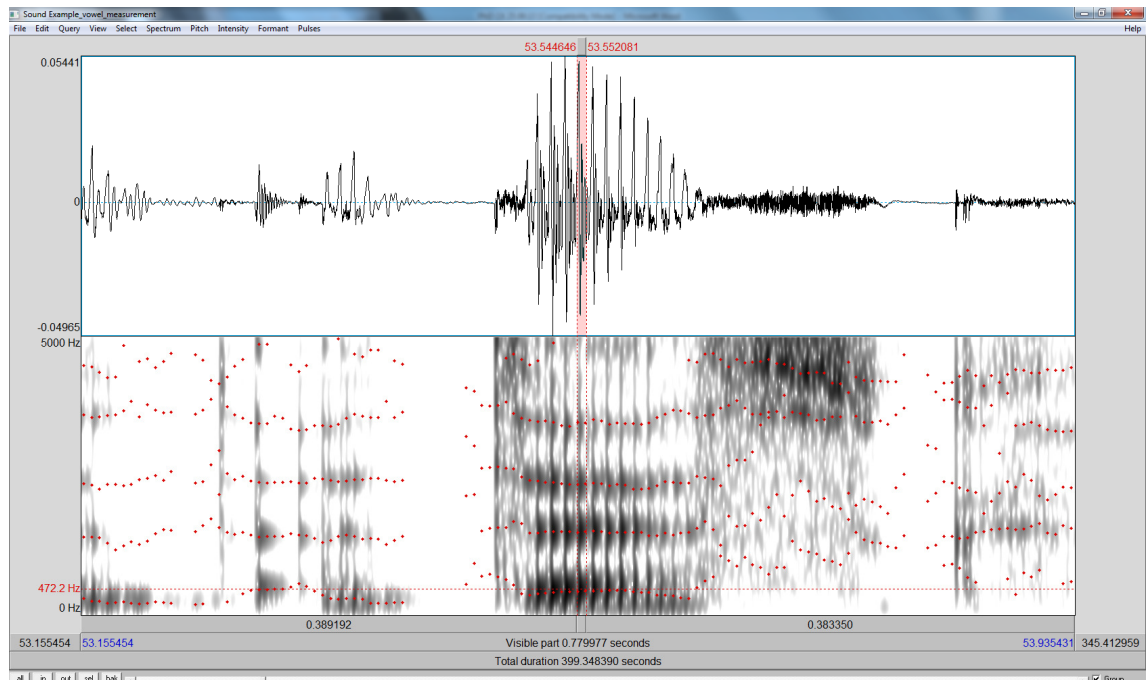 Sound Example_vowel_measurement
File Edit Query View Select Spectrum Pitch Intensity Formant Pulses Help
53.544646 53.552081
0.05441
0
-0.04965
5000 Hz
472.2 Hz
0 Hz
0.389192 0.383350
53.155454 53.155454 Visible part 0.779977 seconds 53.935431 345.412959
Total duration 399.348390 seconds
all in out sel bak Group